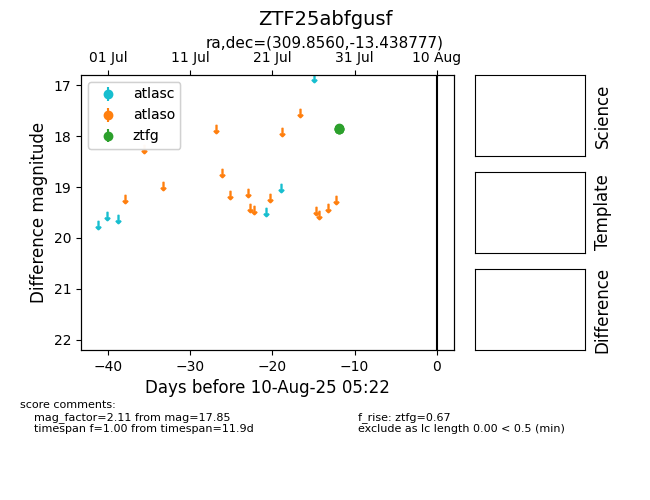 ZTF25abfgusf
ra,dec=(309.8560,-13.438777)
01 Jul 11 Jul 21 Jul 31 Jul 10 Aug
atlasc
atlaso
ztfg
17
18
19
20
21
22
Difference magnitude
−40 −30 −20 −10 0
Days before 10-Aug-25 05:22
Science
Template
Difference
score comments:
mag_factor=2.11 from mag=17.85
timespan f=1.00 from timespan=11.9d
f_rise: ztfg=0.67
exclude as lc length 0.00 < 0.5 (min)